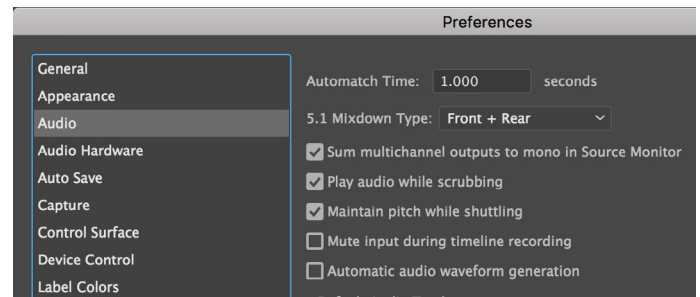 Preferences
General
Appearance
Audio
Audio Hardware
Auto Save
Capture
Control Surface
Device Control
Label Colors
Automatch Time: 1.000 seconds
5.1 Mixdown Type: Front + Rear
Sum multichannel outputs to mono in Source Monitor
Play audio while scrubbing
Maintain pitch while shuttling
Mute input during timeline recording
Automatic audio waveform generation